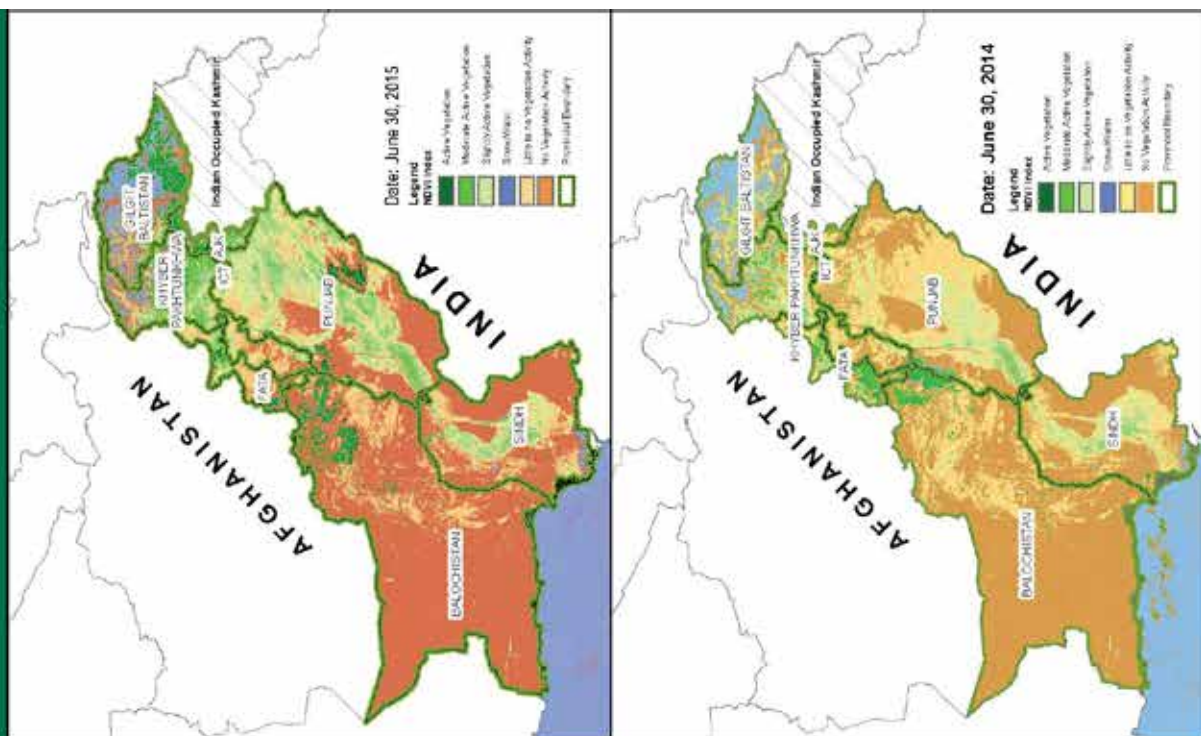 AFGHANISTAN
INDIA
GILGIT
BALTISTAN
KHYBER
PAKHTUNKHWA
Indian Occupied Kashmir
ICT
AJK
FATA
PUNJAB
BALOCHISTAN
SINDH
Date: June 30, 2015
Legend
NDVI Index
Active Vegetation
Moderate Active Vegetation
Slightly Active Vegetation
Snow/Water
Little to No Vegetation Activity
No Vegetation Activity
Provincial Boundary
AFGHANISTAN
INDIA
GILGIT BALTISTAN
KHYBER PAKHTUNKHWA
Indian Occupied Kashmir
ICT
AJK
FATA
PUNJAB
BALOCHISTAN
SINDH
Date: June 30, 2014
Legend
NDVI Index
Active Vegetation
Moderate Active Vegetation
Slightly Active Vegetation
Snow/Water
Little to no Vegetation Activity
No Vegetation Activity
Provincial Boundary